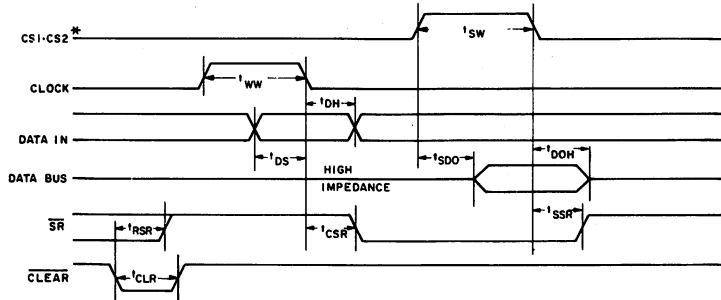 CS1·CS2*
tSW
CLOCK
tWW
tDH
DATA IN
tDS
tSDO
tDOH
DATA BUS
HIGH
IMPEDANCE
SR
tRSR
tCSR
tSSR
CLEAR
tCLR